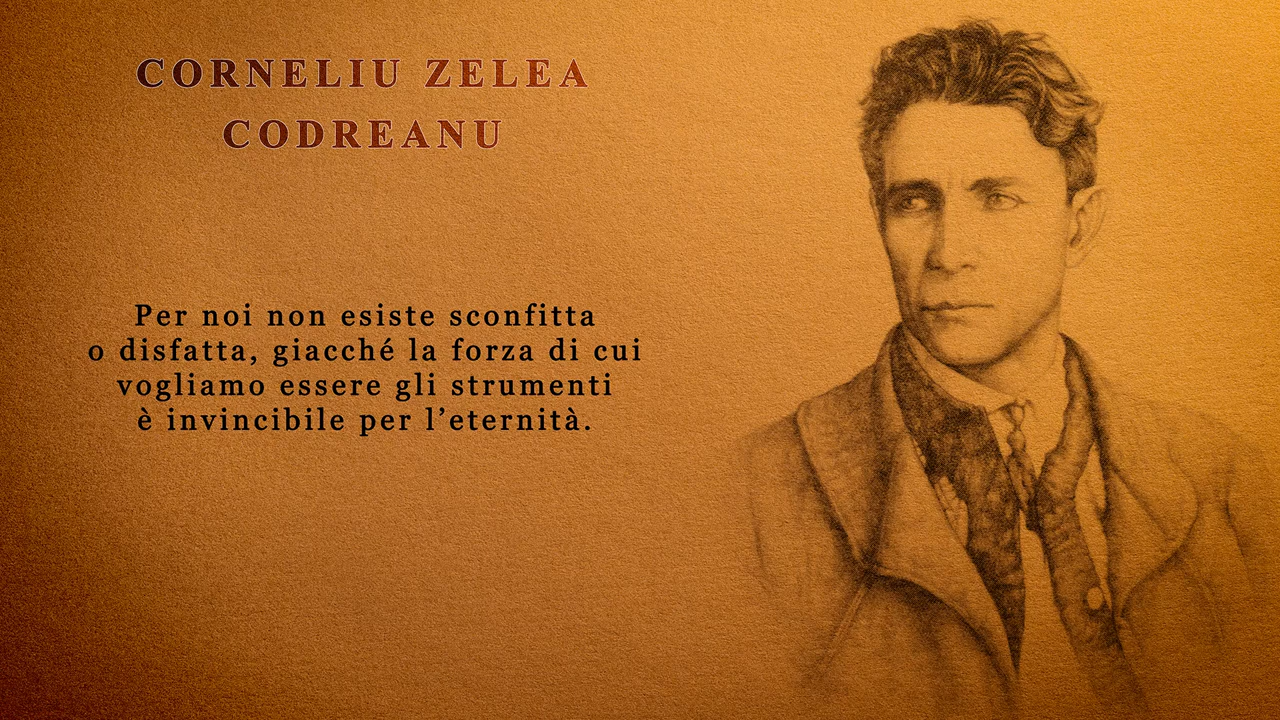 CORNELIU ZELEA
CODREANU
Per noi non esiste sconfitta
o disfatta, giacché la forza di cui
vogliamo essere gli strumenti
è invincibile per l’eternità.